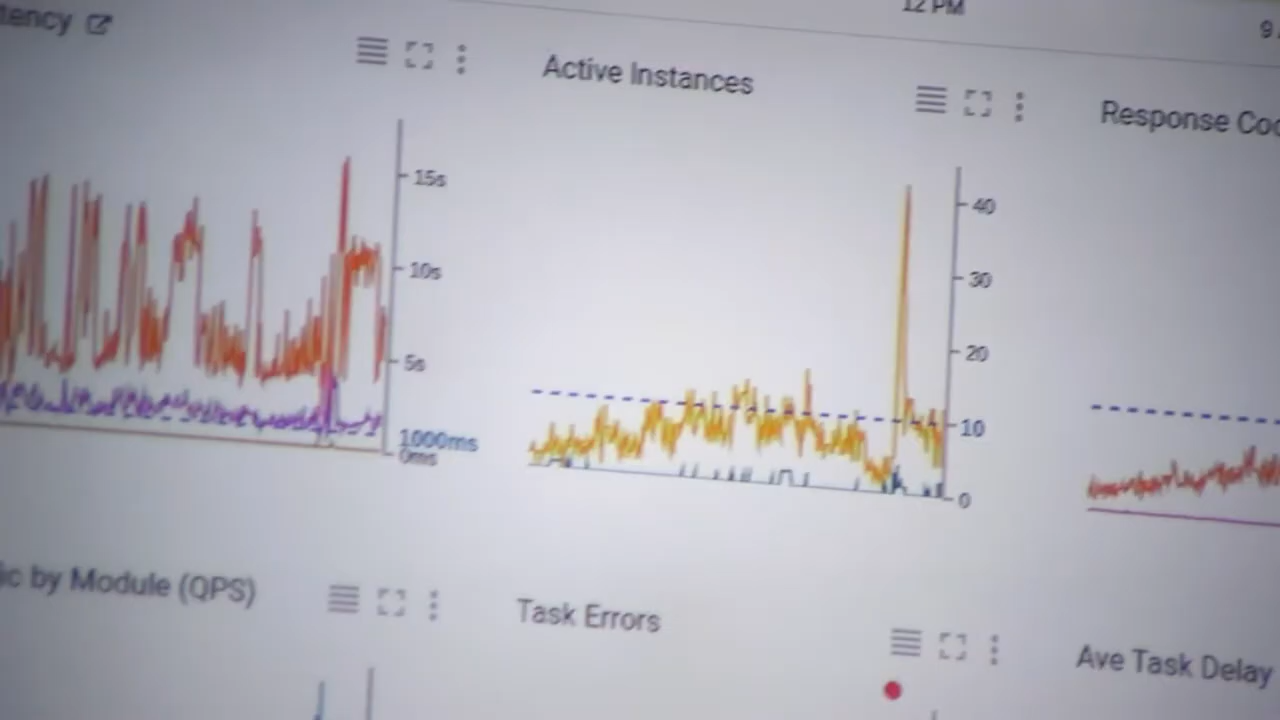 12 PM
tency
Active Instances
Response Coc
15s
10s
5s
1000ms
0ms
40
30
20
10
0
ic by Module (QPS)
Task Errors
Ave Task Delay